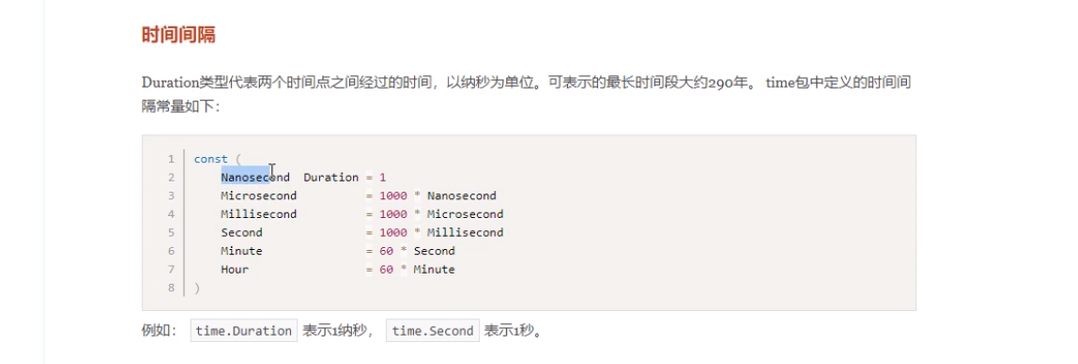 时间间隔
Duration类型代表两个时间点之间经过的时间，以纳秒为单位。可表示的最长时间段大约290年。 time包中定义的时间间
隔常量如下：
1 const (
2     Nanosecond  Duration = 1
3     Microsecond          = 1000 * Nanosecond
4     Millisecond          = 1000 * Microsecond
5     Second               = 1000 * Millisecond
6     Minute               = 60 * Second
7     Hour                 = 60 * Minute
8 )
例如： time.Duration 表示1纳秒， time.Second 表示1秒。